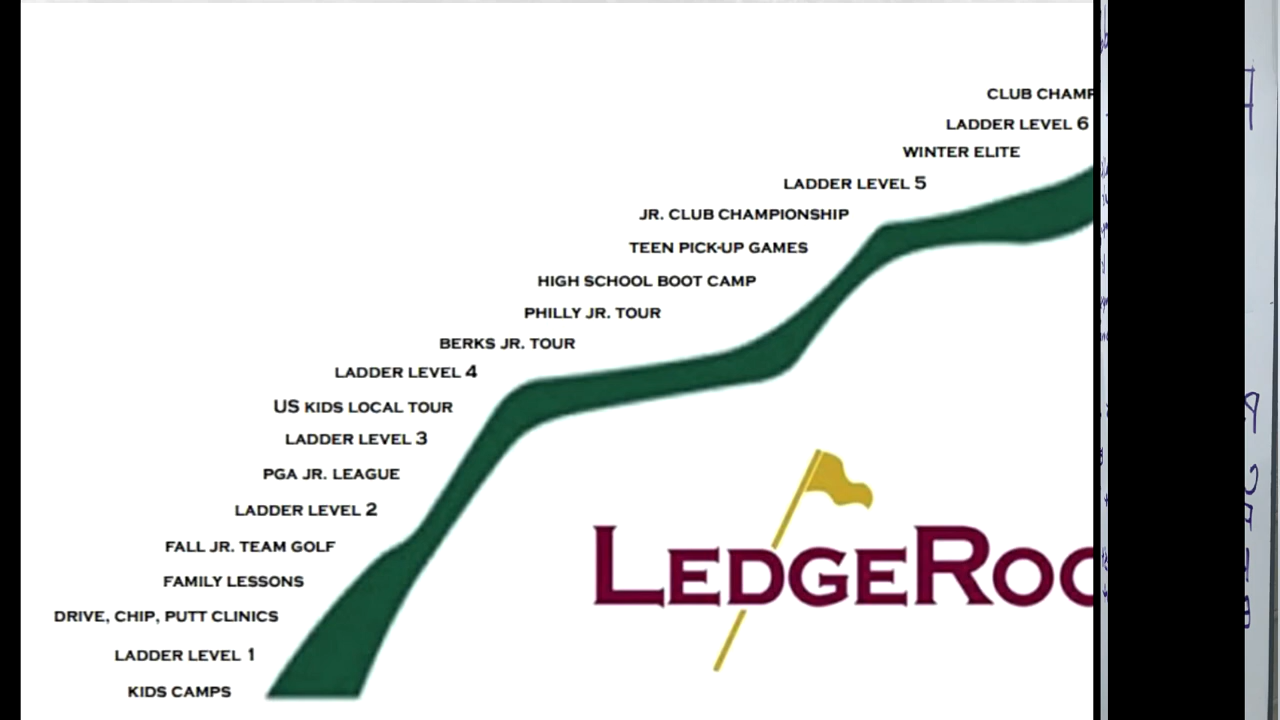 CLUB CHAMP
LADDER LEVEL 6
WINTER ELITE
LADDER LEVEL 5
JR. CLUB CHAMPIONSHIP
TEEN PICK-UP GAMES
HIGH SCHOOL BOOT CAMP
PHILLY JR. TOUR
BERKS JR. TOUR
LADDER LEVEL 4
US KIDS LOCAL TOUR
LADDER LEVEL 3
PGA JR. LEAGUE
LADDER LEVEL 2
FALL JR. TEAM GOLF
FAMILY LESSONS
DRIVE, CHIP, PUTT CLINICS
LADDER LEVEL 1
KIDS CAMPS
LEDGEROC